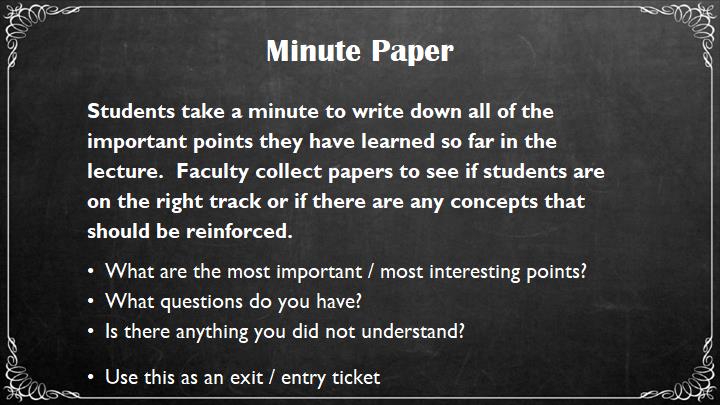 Minute Paper
Students take a minute to write down all of the
important points they have learned so far in the
lecture.  Faculty collect papers to see if students are
on the right track or if there are any concepts that
should be reinforced.
• What are the most important / most interesting points?
• What questions do you have?
• Is there anything you did not understand?
• Use this as an exit / entry ticket